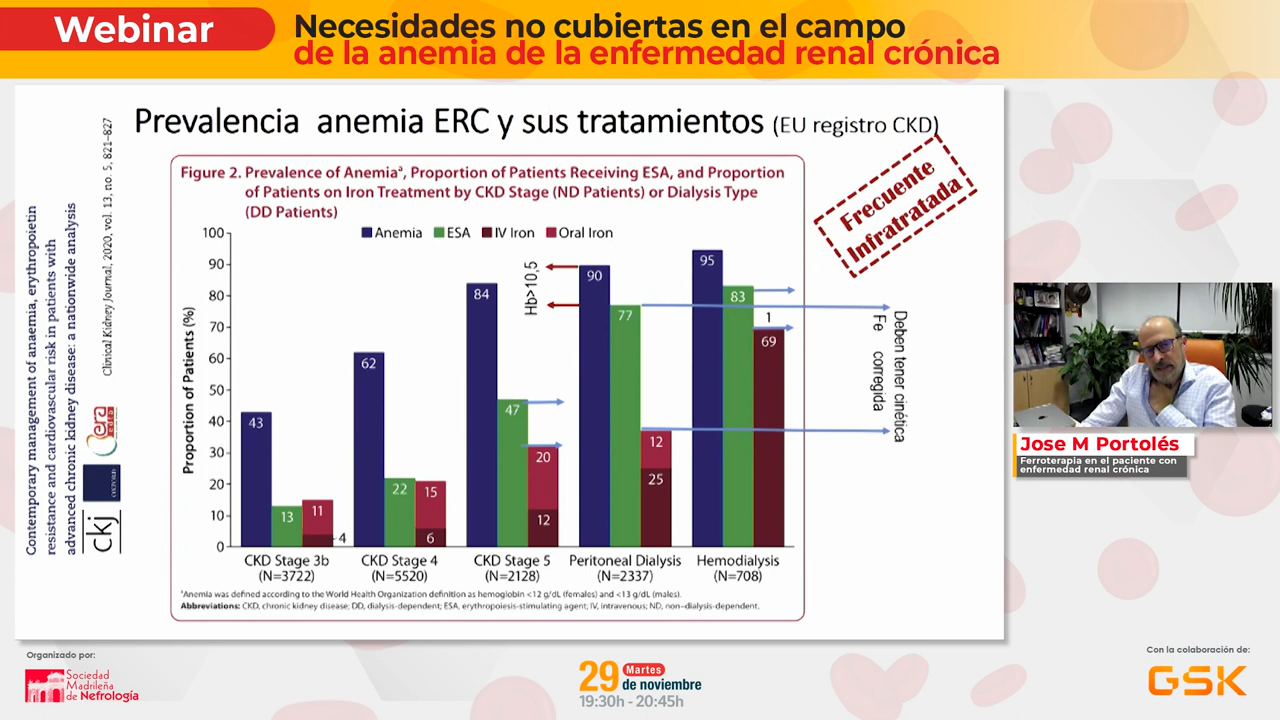 Webinar
Necesidades no cubiertas en el campo
de la anemia de la enfermedad renal crónica
Prevalencia anemia ERC y sus tratamientos (EU registro CKD)
Contemporary management of anaemia, erythropoietin
resistance and cardiovascular risk in patients with
advanced chronic kidney disease: a nationwide analysis
Clinical Kidney Journal, 2020, vol. 13, no. 5, 821–827
ckj
era
OXFORD
Frecuente
Infratratada
Figure 2. Prevalence of Anemiaª, Proportion of Patients Receiving ESA, and Proportion
of Patients on Iron Treatment by CKD Stage (ND Patients) or Dialysis Type
(DD Patients)
Anemia ESA IV Iron Oral Iron
Proportion of Patients (%)
100
90
80
70
60
50
40
30
20
10
0
43
13
11
4
62
22
15
6
84
47
20
12
90
77
12
25
95
83
1
69
Hb>10,5
Deben tener cinética
Fe corregida
CKD Stage 3b
(N=3722)
CKD Stage 4
(N=5520)
CKD Stage 5
(N=2128)
Peritoneal Dialysis
(N=2337)
Hemodialysis
(N=708)
ªAnemia was defined according to the World Health Organization definition as hemoglobin <12 g/dL (females) and <13 g/dL (males).
Abbreviations: CKD, chronic kidney disease; DD, dialysis-dependent; ESA, erythropoiesis-stimulating agent; IV, intravenous; ND, non–dialysis-dependent.
Jose M Portolés
Ferroterapia en el paciente con
enfermedad renal crónica
Organizado por:
Sociedad
Madrileña
de Nefrología
29
Martes
de noviembre
19:30h - 20:45h
Con la colaboración de:
GSK